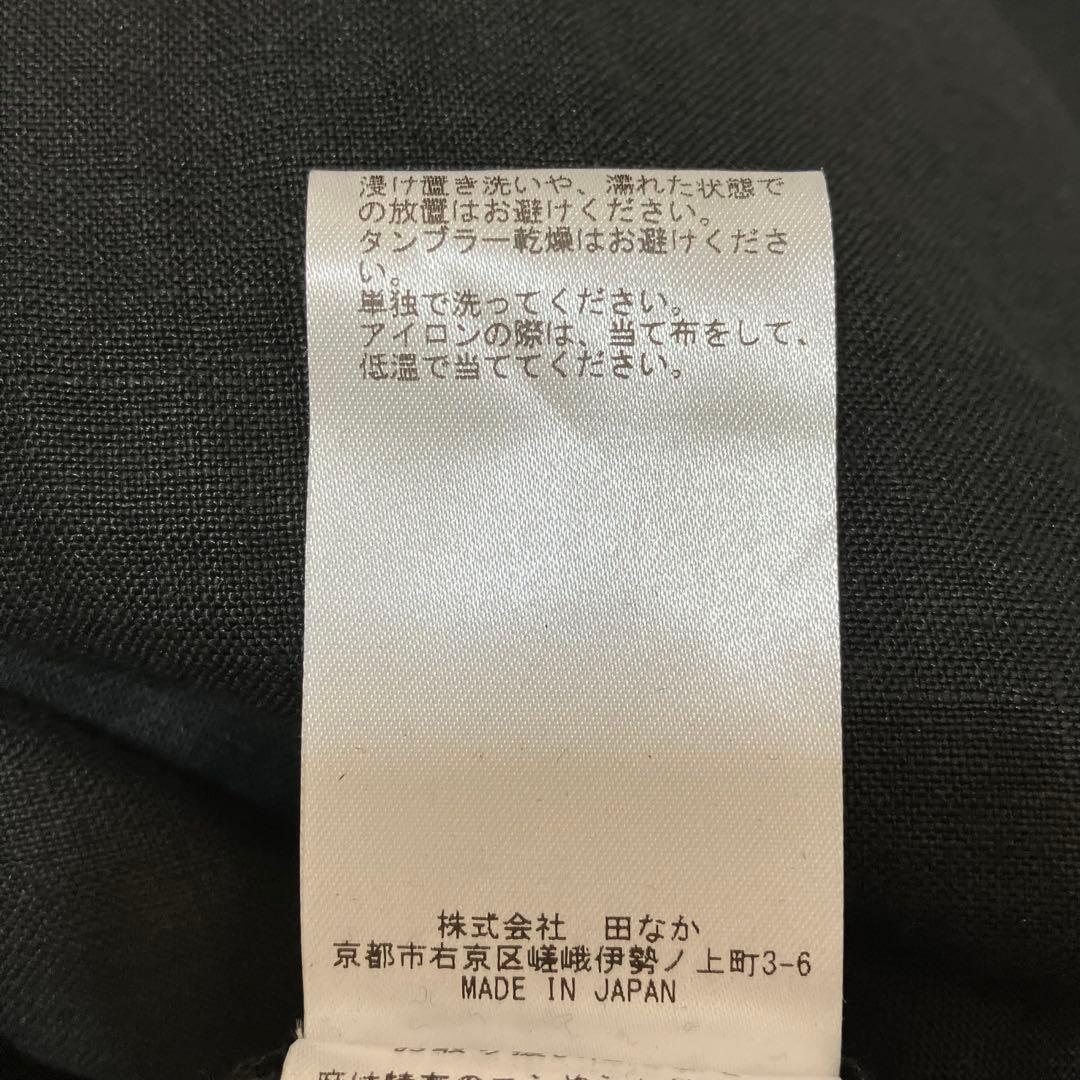 浸け置き洗いや、濡れた状態で
の放置はお避けください。
タンブラー乾燥はお避けくださ
い。
単独で洗ってください。
アイロンの際は、当て布をして、
低温で当ててください。
株式会社 田なか
京都市右京区嵯峨伊勢ノ上町3-6
MADE IN JAPAN